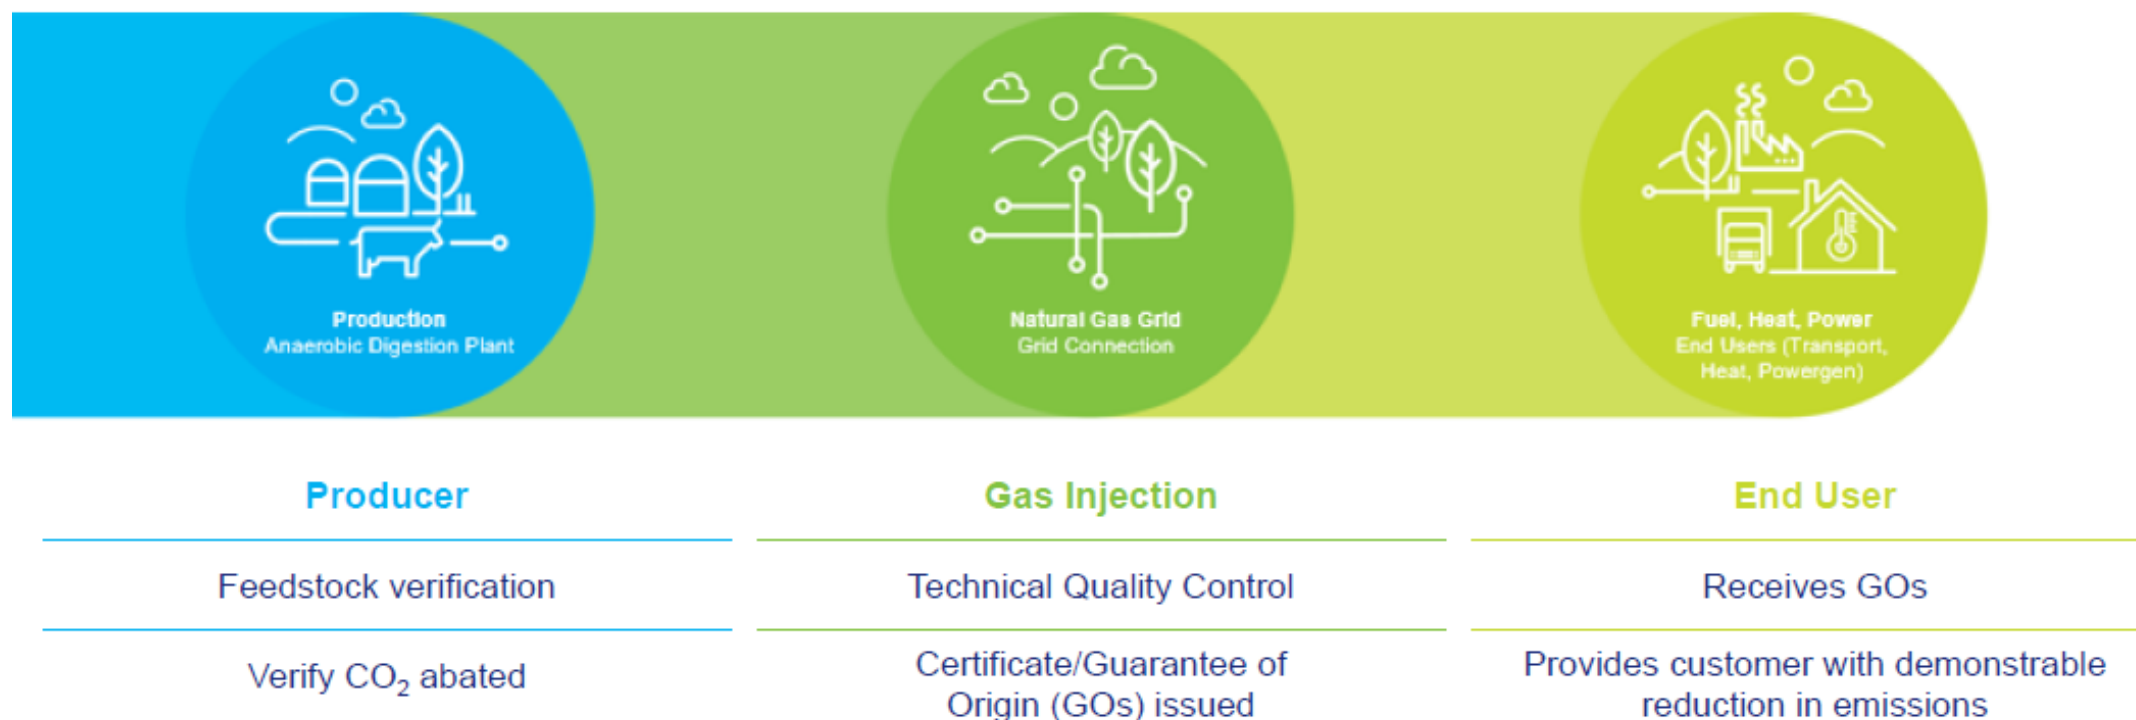 Production
Anaerobic Digestion Plant
Natural Gas Grid
Grid Connection
Fuel, Heat, Power
End Users (Transport,
Heat, Powergen)
Producer
Feedstock verification
Verify CO₂ abated
Gas Injection
Technical Quality Control
Certificate/Guarantee of
Origin (GOs) issued
End User
Receives GOs
Provides customer with demonstrable
reduction in emissions